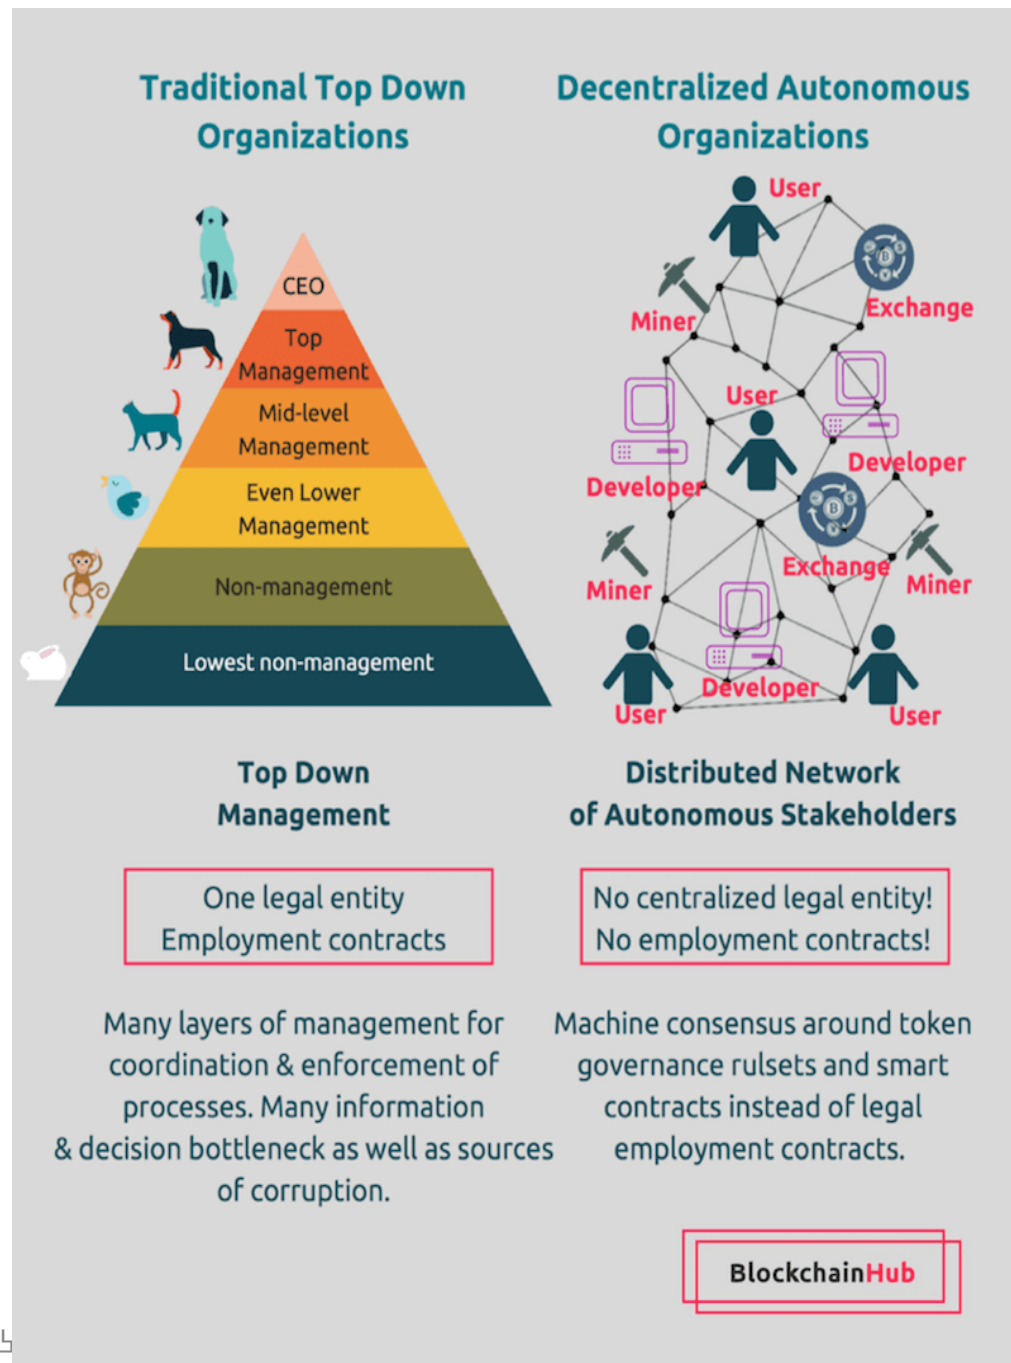 Traditional Top Down
Organizations
CEO
Top
Management
Mid-level
Management
Even Lower
Management
Non-management
Lowest non-management
Top Down
Management
One legal entity
Employment contracts
Many layers of management for
coordination & enforcement of
processes. Many information
& decision bottleneck as well as sources
of corruption.
Decentralized Autonomous
Organizations
User
Exchange
Miner
User
Developer
Developer
Exchange
Miner
Miner
Developer
User
User
Distributed Network
of Autonomous Stakeholders
No centralized legal entity!
No employment contracts!
Machine consensus around token
governance rulsets and smart
contracts instead of legal
employment contracts.
BlockchainHub